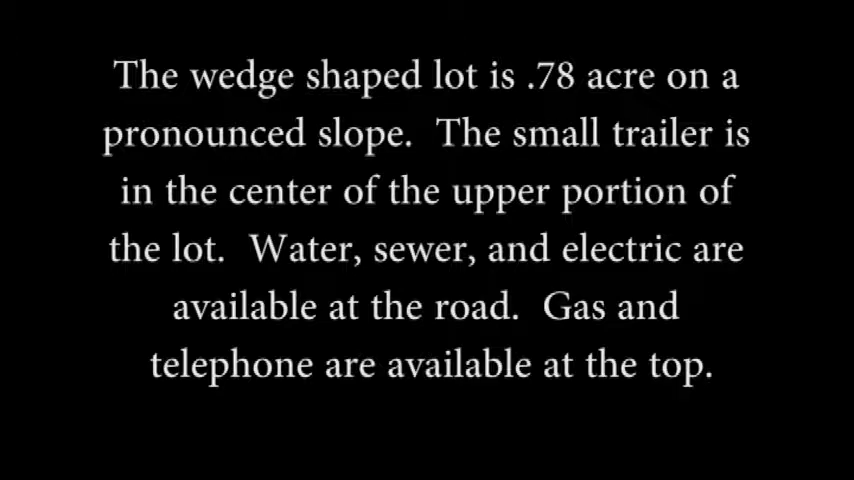 The wedge shaped lot is .78 acre on a
pronounced slope.  The small trailer is
in the center of the upper portion of
the lot.  Water, sewer, and electric are
available at the road.  Gas and
telephone are available at the top.